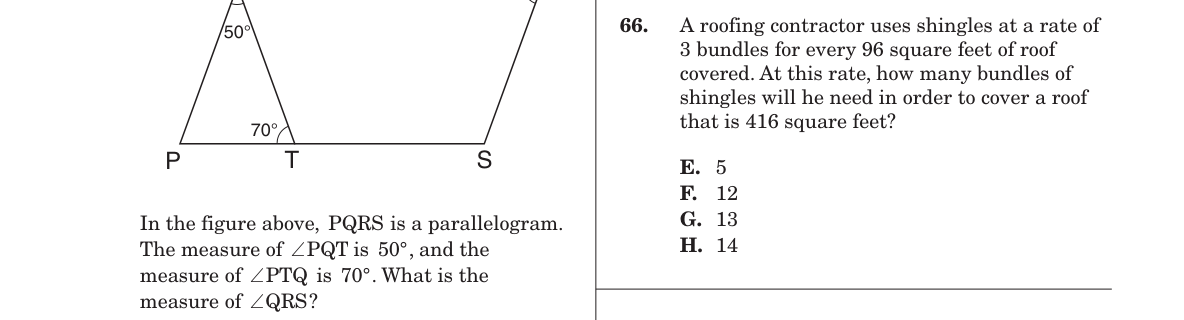 50°
70°
P T S
In the figure above, PQRS is a parallelogram.
The measure of ∠PQT is 50°, and the
measure of ∠PTQ is 70°. What is the
measure of ∠QRS?
66. A roofing contractor uses shingles at a rate of
3 bundles for every 96 square feet of roof
covered. At this rate, how many bundles of
shingles will he need in order to cover a roof
that is 416 square feet?
E. 5
F. 12
G. 13
H. 14